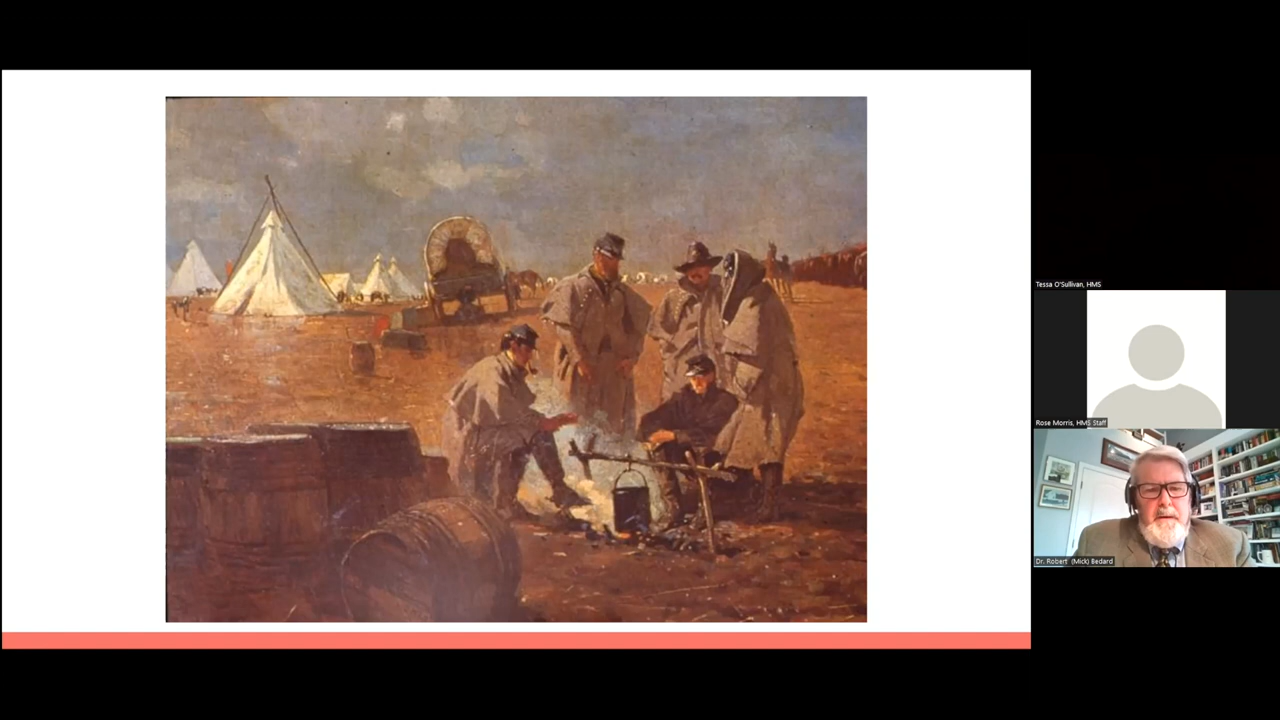 Tessa O'Sullivan, HMS
Rose Morris, HMS Staff
Dr. Robert (Mick) Bedard